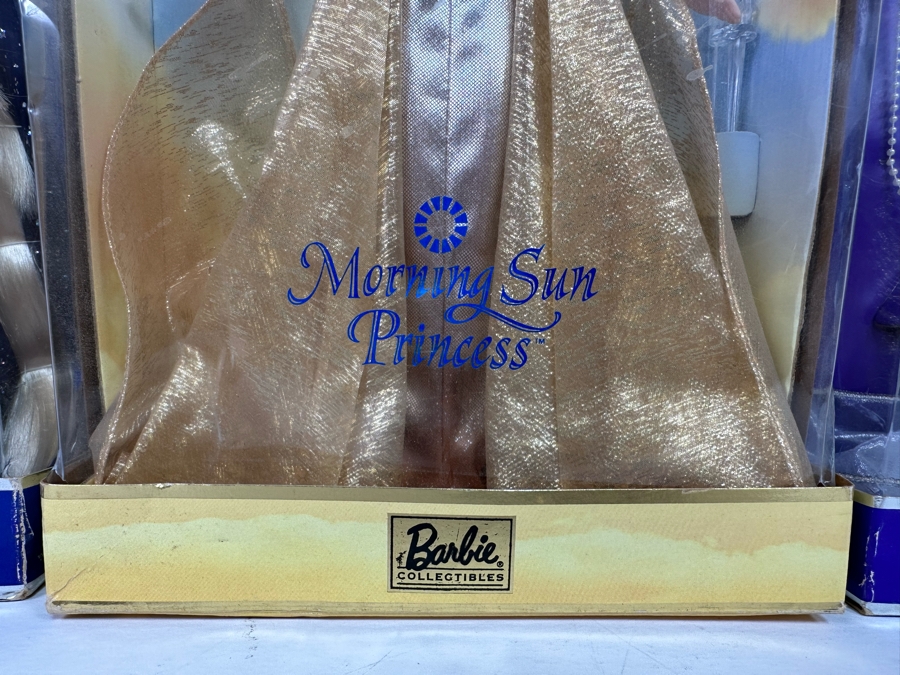 Morning Sun
Princess™
Barbie®
COLLECTIBLES